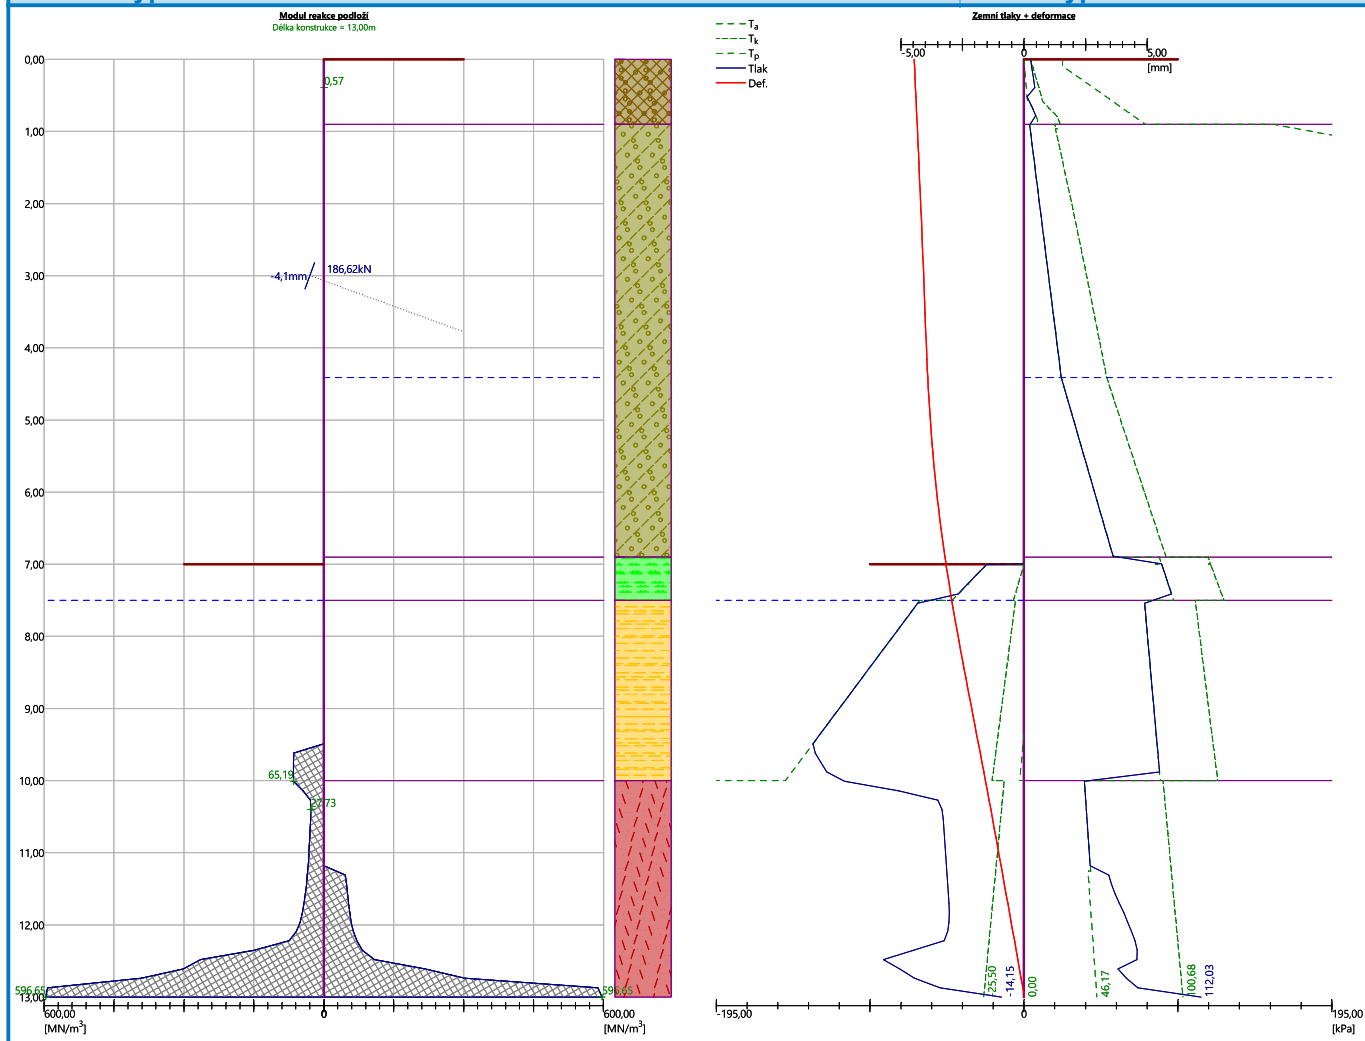 Modul reakce podloží
Délka konstrukce = 13,00m
0,00
1,00
2,00
3,00
4,00
5,00
6,00
7,00
8,00
9,00
10,00
11,00
12,00
13,00
0,57
-4,1mm
186,62kN
65,19
27,73
596,65
596,65
600,00
0
600,00
[MN/m³]
[MN/m³]
Zemní tlaky + deformace
Tₐ
Tₖ
Tₚ
Tlak
Def.
-5,00
0
5,00
[mm]
25,50
-14,15
0,00
46,17
100,68
112,03
-195,00
0
195,00
[kPa]